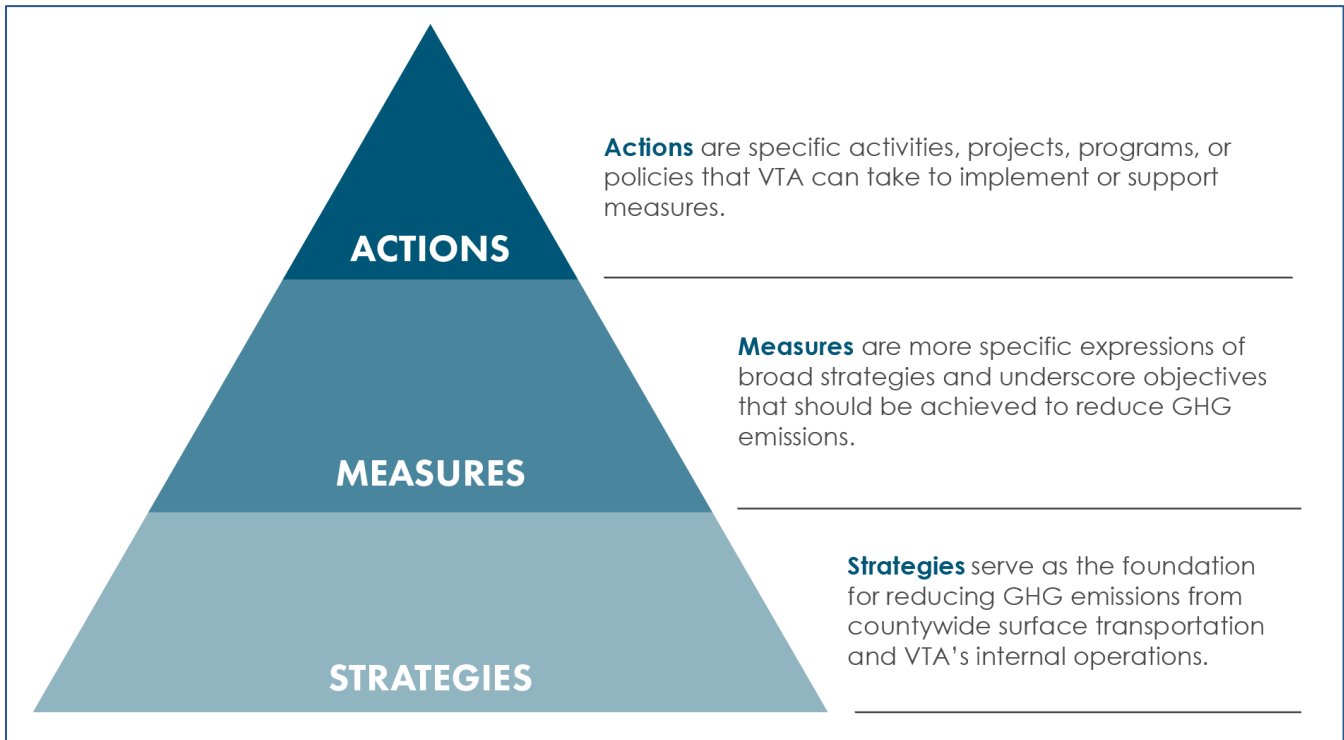 Actions are specific activities, projects, programs, or
policies that VTA can take to implement or support
measures.
ACTIONS
Measures are more specific expressions of
broad strategies and underscore objectives
that should be achieved to reduce GHG
emissions.
MEASURES
Strategies serve as the foundation
for reducing GHG emissions from
countywide surface transportation
and VTA’s internal operations.
STRATEGIES